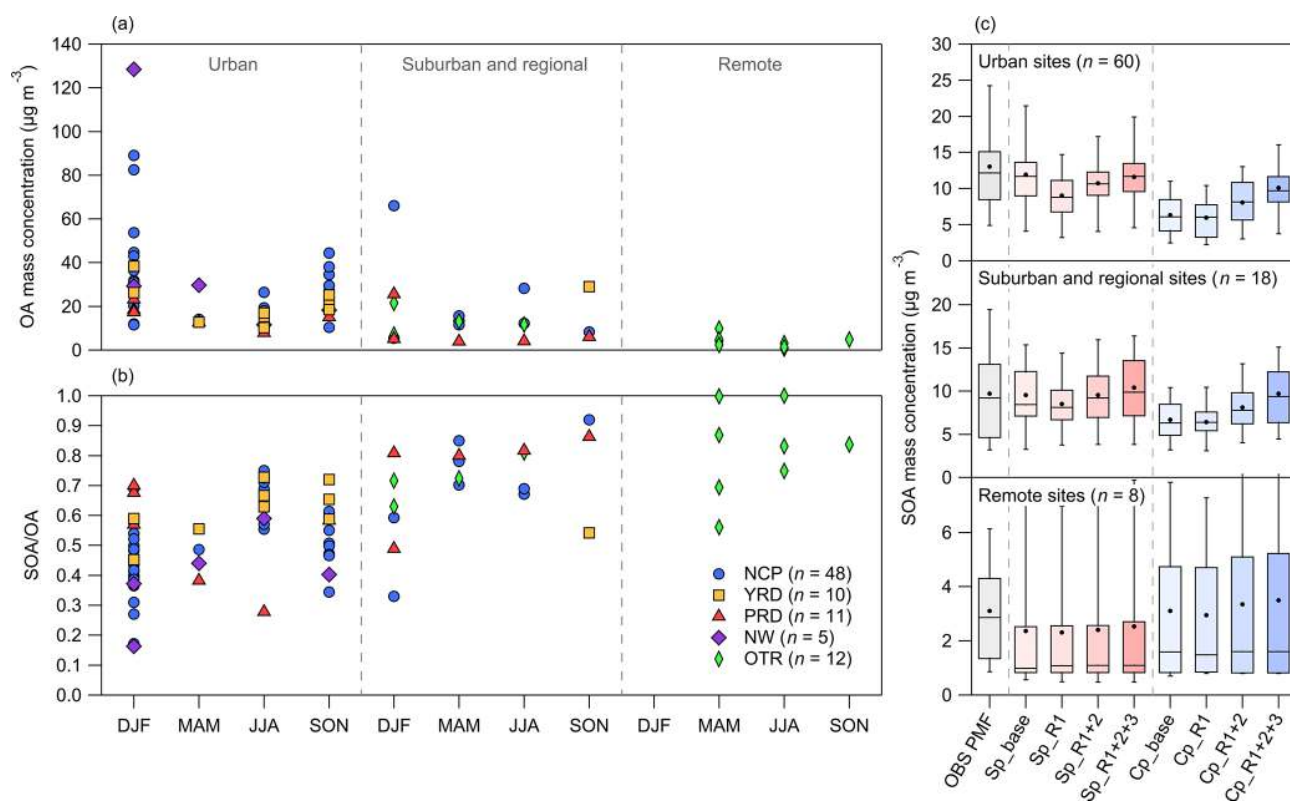 (a)
OA mass concentration (µg m⁻³)
140
120
100
80
60
40
20
0
Urban
Suburban and regional
Remote
(b)
SOA/OA
1.0
0.9
0.8
0.7
0.6
0.5
0.4
0.3
0.2
0.1
0.0
NCP (n = 48)
YRD (n = 10)
PRD (n = 11)
NW (n = 5)
OTR (n = 12)
DJF MAM JJA SON DJF MAM JJA SON DJF MAM JJA SON
(c)
SOA mass concentration (µg m⁻³)
30
25
20
15
10
5
0
Urban sites (n = 60)
20
15
10
5
0
Suburban and regional sites (n = 18)
6
4
2
0
Remote sites (n = 8)
OBS PMF
Sp_base
Sp_R1
Sp_R1+2
Sp_R1+2+3
Cp_base
Cp_R1
Cp_R1+2
Cp_R1+2+3